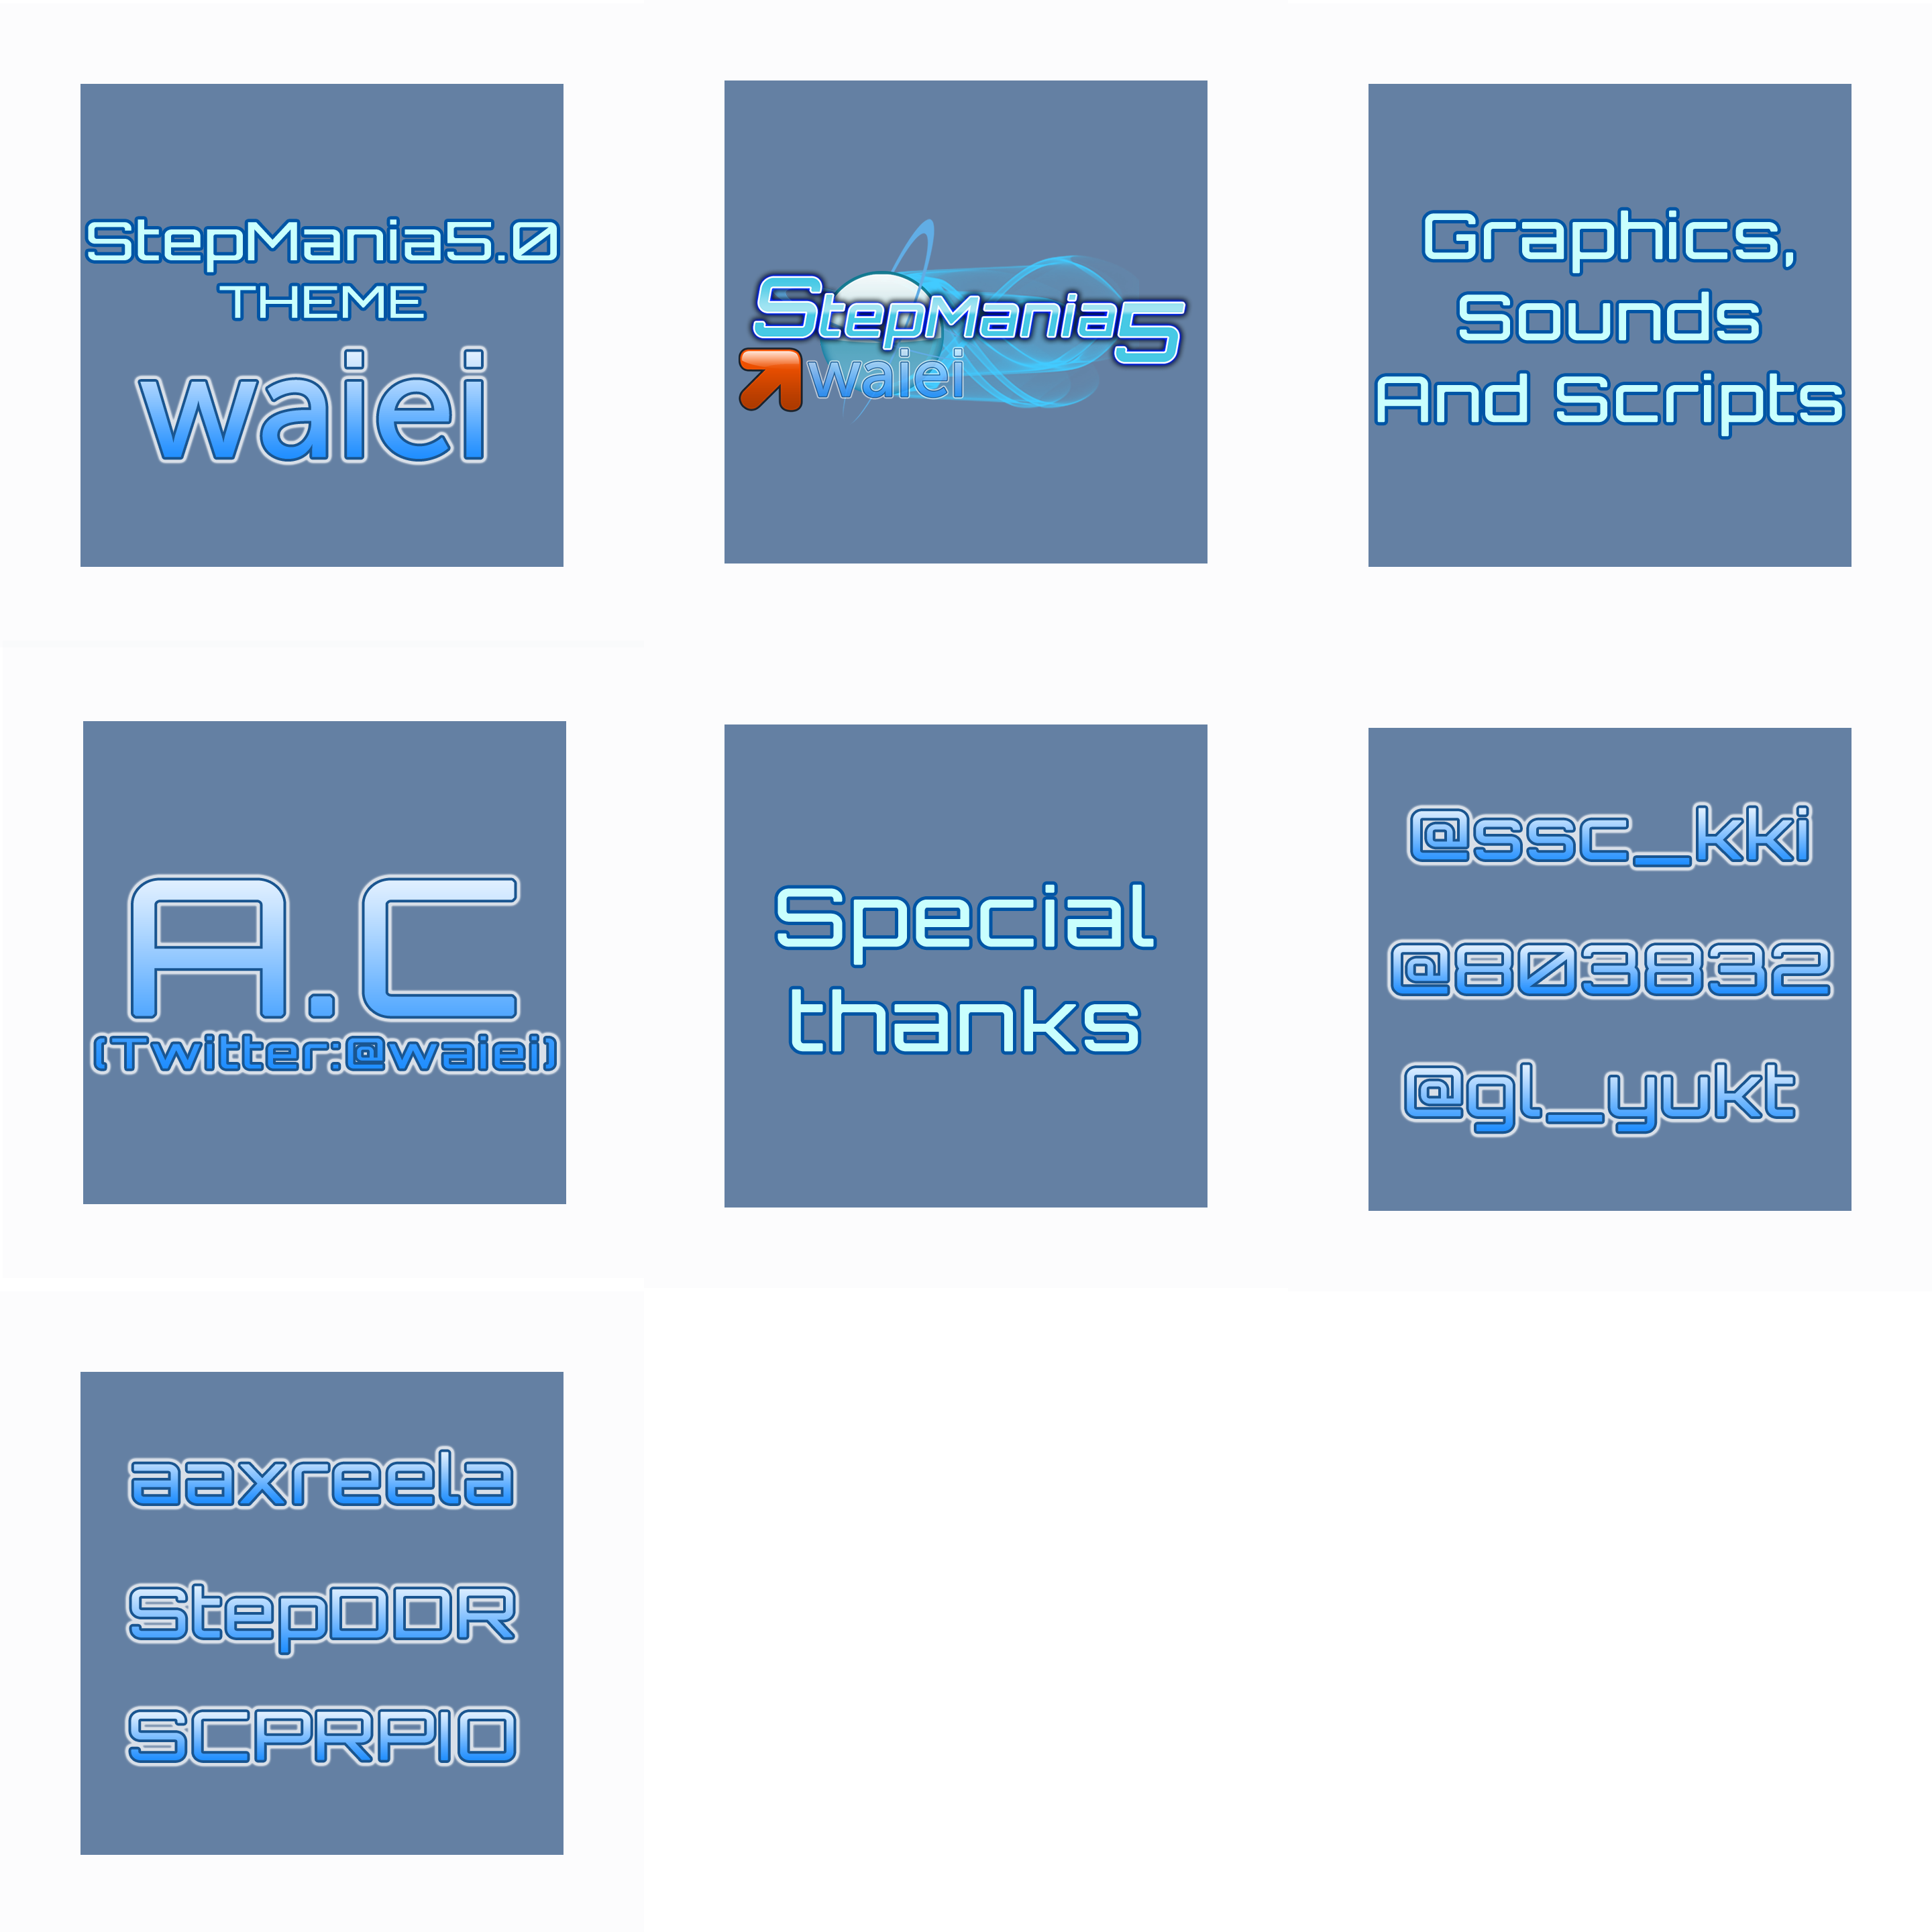 StepMania5.0
THEME
waiei
StepMania5
waiei
Graphics,
Sounds
And Scripts
A.C
(Twitter:@waiei)
Special
thanks
@ssc_kki
@803832
@gl_yukt
aaxreela
StepDDR
SCPRPIO